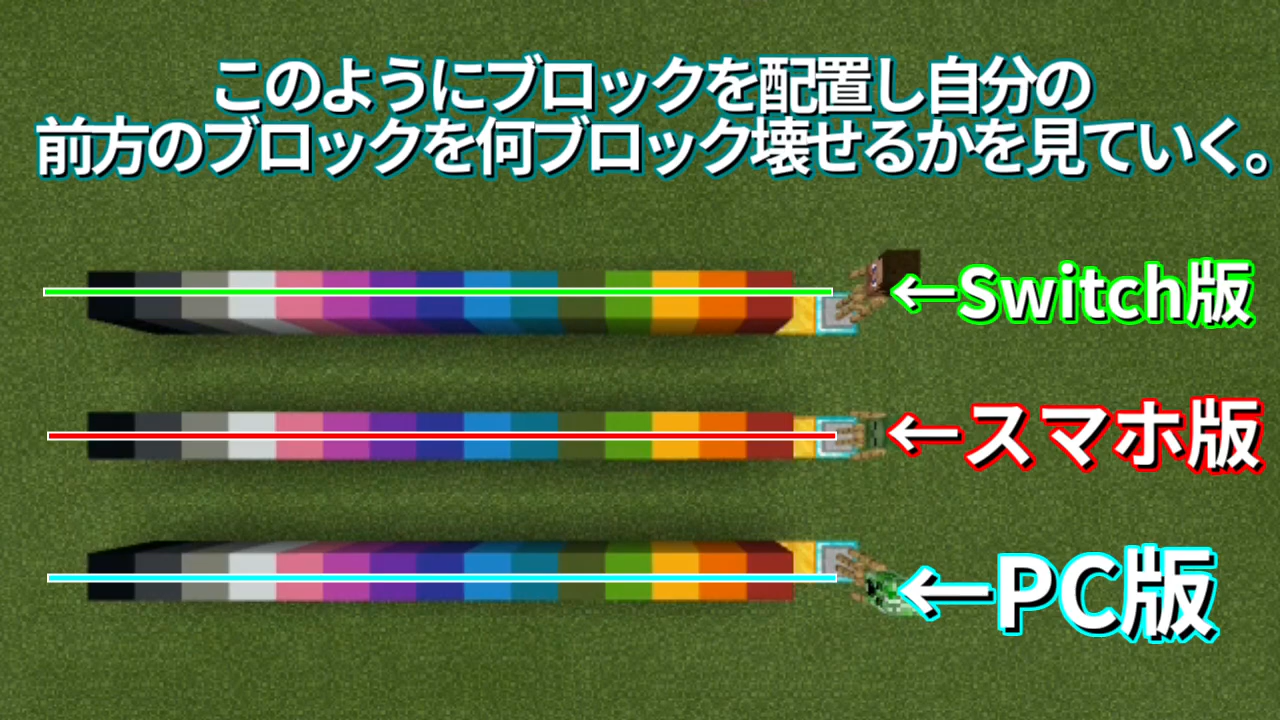 このようにブロックを配置し自分の
前方のブロックを何ブロック壊せるかを見ていく。
←Switch版
←スマホ版
←PC版